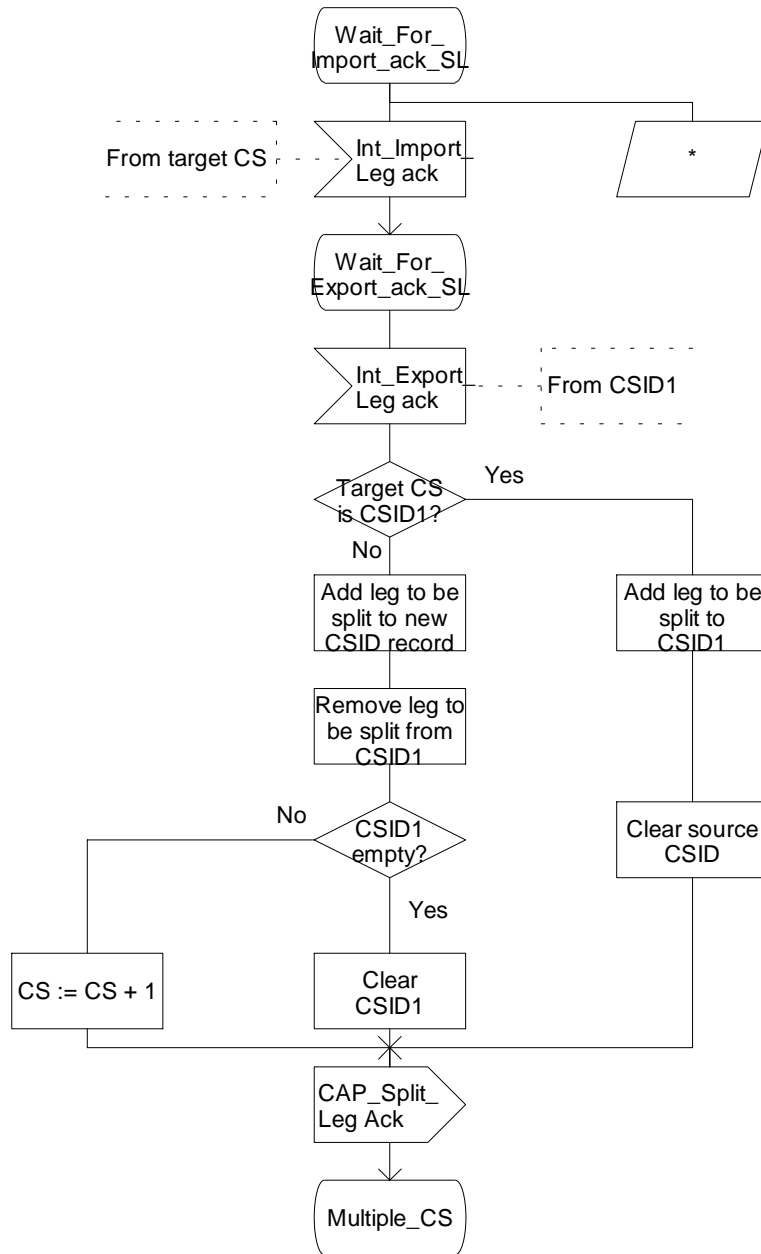 Wait_For_
Import_ack_SL
From target CS
Int_Import_
Leg ack
*
Wait_For_
Export_ack_SL
Int_Export_
Leg ack
From CSID1
Target CS
is CSID1?
Yes
No
Add leg to be
split to new
CSID record
Add leg to be
split to
CSID1
Remove leg to
be split from
CSID1
No
CSID1
empty?
Clear source
CSID
Yes
CS := CS + 1
Clear
CSID1
CAP_Split_
Leg Ack
Multiple_CS